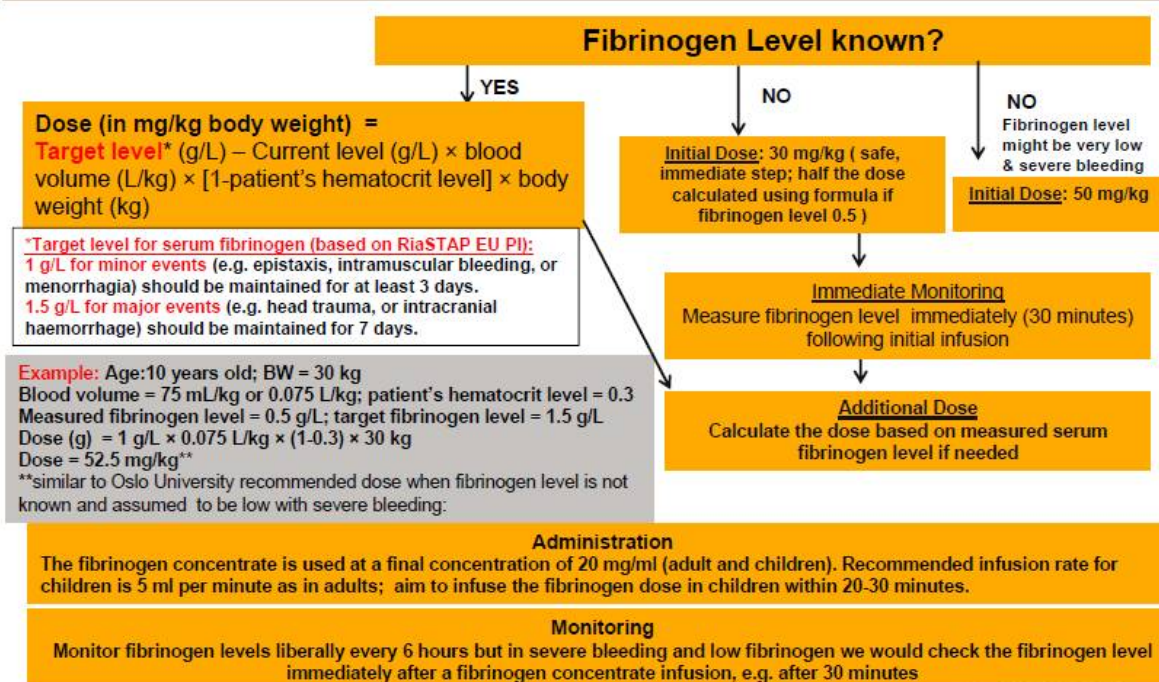 Fibrinogen Level known?
YES
NO
NO
Fibrinogen level
might be very low
& severe bleeding
Dose (in mg/kg body weight) =
Target level* (g/L) – Current level (g/L) × blood
volume (L/kg) × [1-patient's hematocrit level] × body
weight (kg)
Initial Dose: 30 mg/kg ( safe,
immediate step; half the dose
calculated using formula if
fibrinogen level 0.5 )
Initial Dose: 50 mg/kg
*Target level for serum fibrinogen (based on RiaSTAP EU PI):
1 g/L for minor events (e.g. epistaxis, intramuscular bleeding, or
menorrhagia) should be maintained for at least 3 days.
1.5 g/L for major events (e.g. head trauma, or intracranial
haemorrhage) should be maintained for 7 days.
Immediate Monitoring
Measure fibrinogen level immediately (30 minutes)
following initial infusion
Example: Age:10 years old; BW = 30 kg
Blood volume = 75 mL/kg or 0.075 L/kg; patient's hematocrit level = 0.3
Measured fibrinogen level = 0.5 g/L; target fibrinogen level = 1.5 g/L
Dose (g) = 1 g/L × 0.075 L/kg × (1-0.3) × 30 kg
Dose = 52.5 mg/kg**
**similar to Oslo University recommended dose when fibrinogen level is not
known and assumed to be low with severe bleeding:
Additional Dose
Calculate the dose based on measured serum
fibrinogen level if needed
Administration
The fibrinogen concentrate is used at a final concentration of 20 mg/ml (adult and children). Recommended infusion rate for
children is 5 ml per minute as in adults; aim to infuse the fibrinogen dose in children within 20-30 minutes.
Monitoring
Monitor fibrinogen levels liberally every 6 hours but in severe bleeding and low fibrinogen we would check the fibrinogen level
immediately after a fibrinogen concentrate infusion, e.g. after 30 minutes